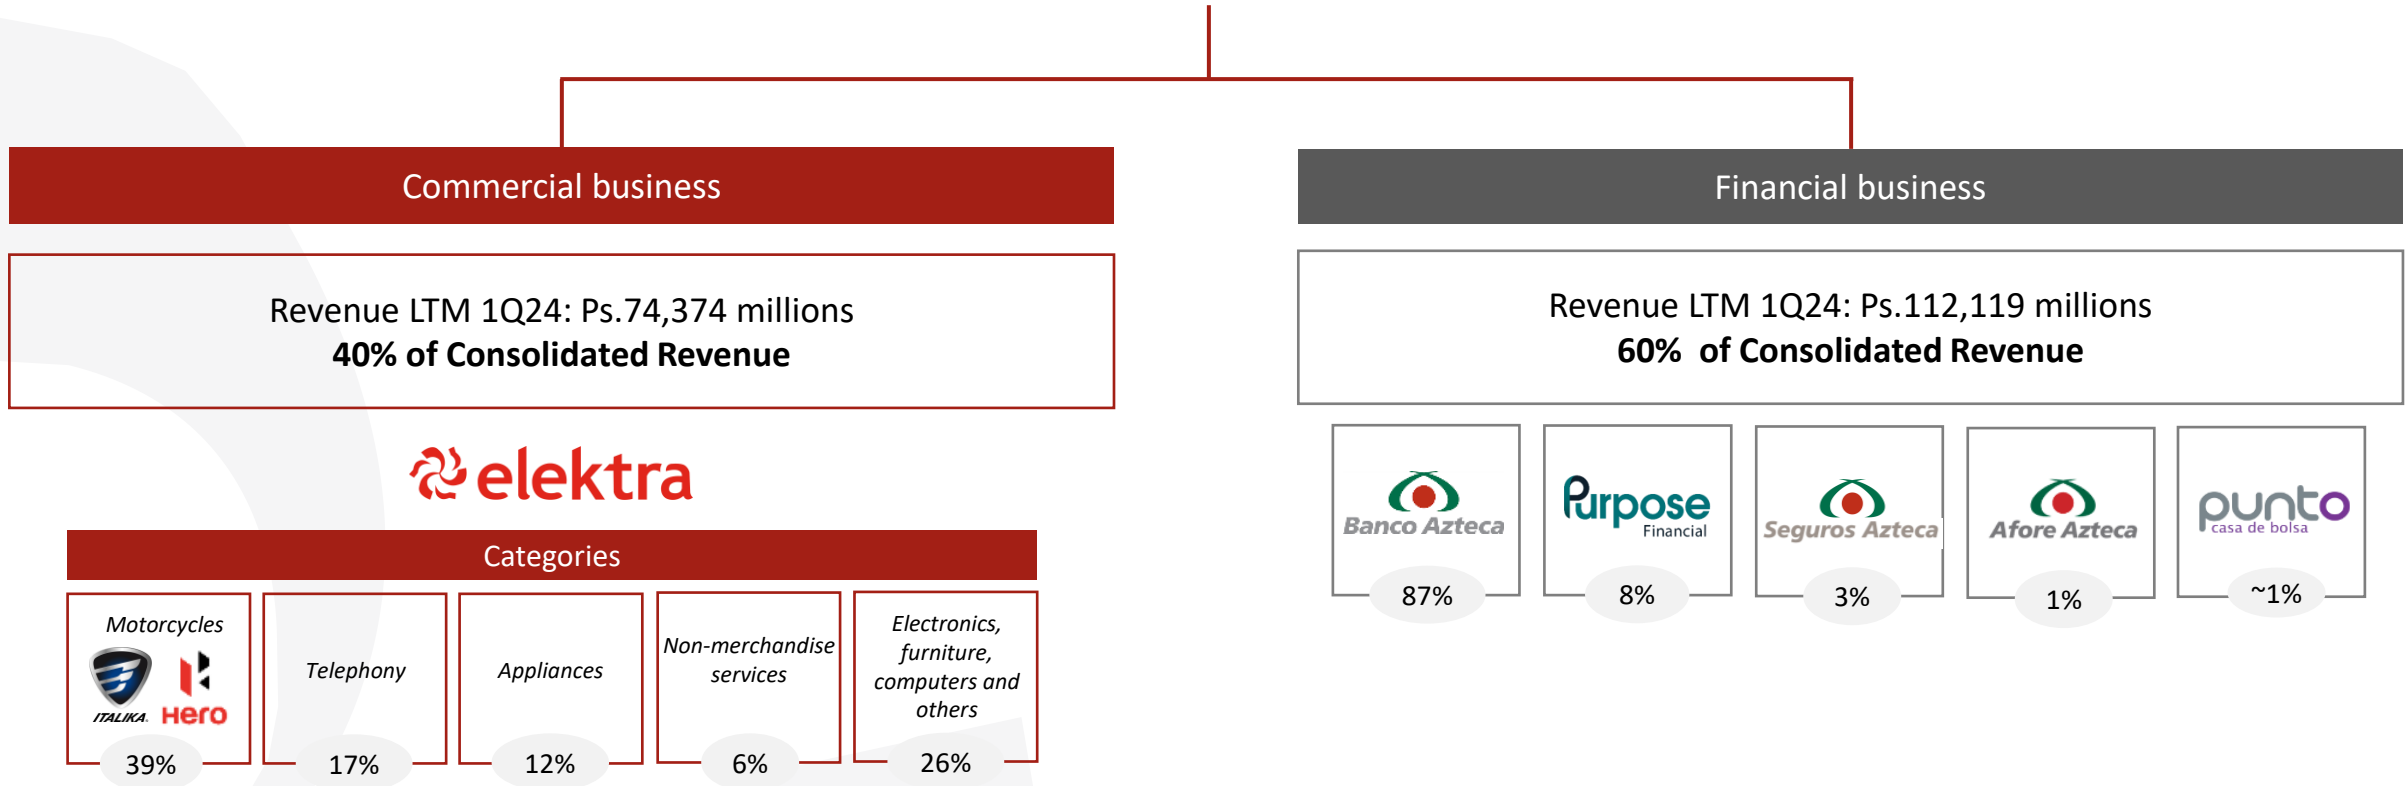 Commercial business
Revenue LTM 1Q24: Ps.74,374 millions
40% of Consolidated Revenue
elektra
Categories
Motorcycles
ITALIKA.
Hero
39%
Telephony
17%
Appliances
12%
Non-merchandise
services
6%
Electronics,
furniture,
computers and
others
26%
Financial business
Revenue LTM 1Q24: Ps.112,119 millions
60% of Consolidated Revenue
Banco Azteca
87%
Purpose
Financial
8%
Seguros Azteca
3%
Afore Azteca
1%
punto
casa de bolsa
~1%